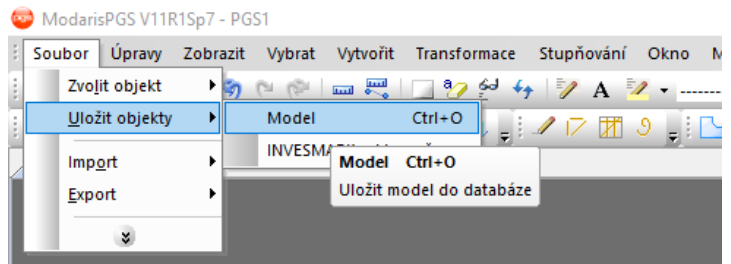 ModarisPGS V11R1Sp7 - PGS1
Soubor Úpravy Zobrazit Vybrat Vytvořit Transformace Stupňování Okno
Zvolit objekt
Uložit objekty
Model Ctrl+O
Model Ctrl+O
Uložit model do databáze
Import
Export